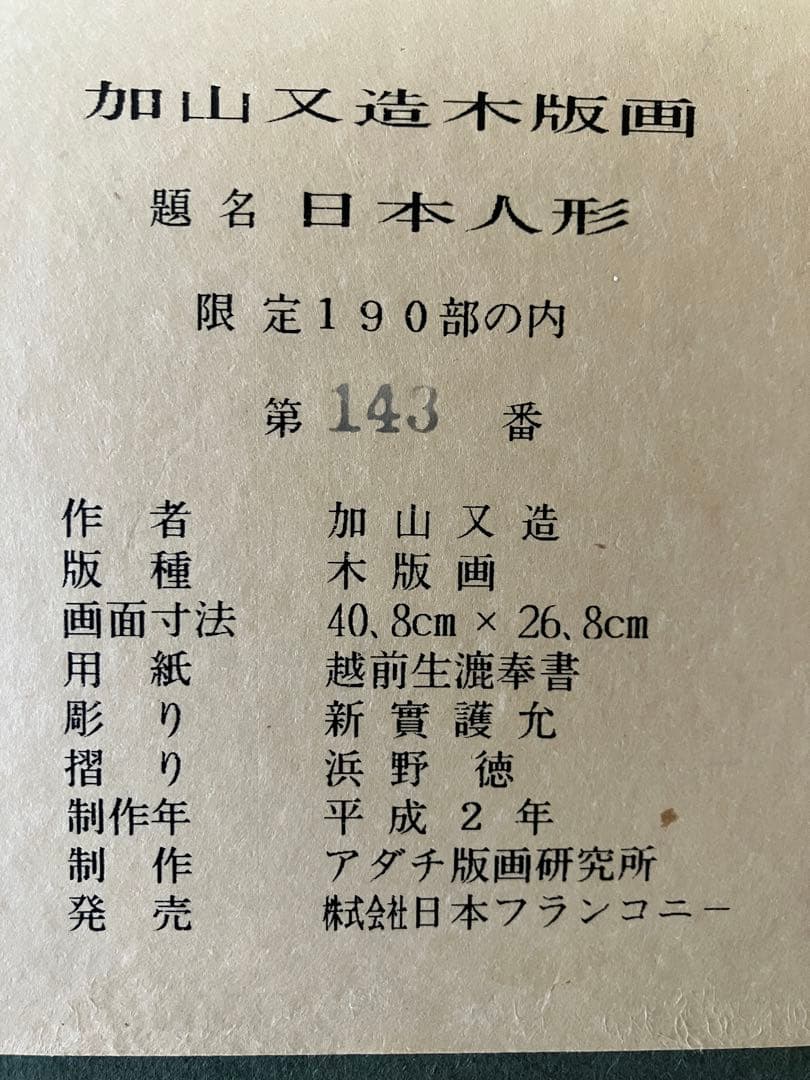 加山又造木版画
題名 日本人形
限定１９０部の内
第 143 番
作者 加山又造
版種 木版画
画面寸法 40、8cm × 26、8cm
用紙 越前生漉奉書
彫り 新實護允
摺り 浜野徳
制作年 平成２年
制作 アダチ版画研究所
発売 株式会社日本フランコニー